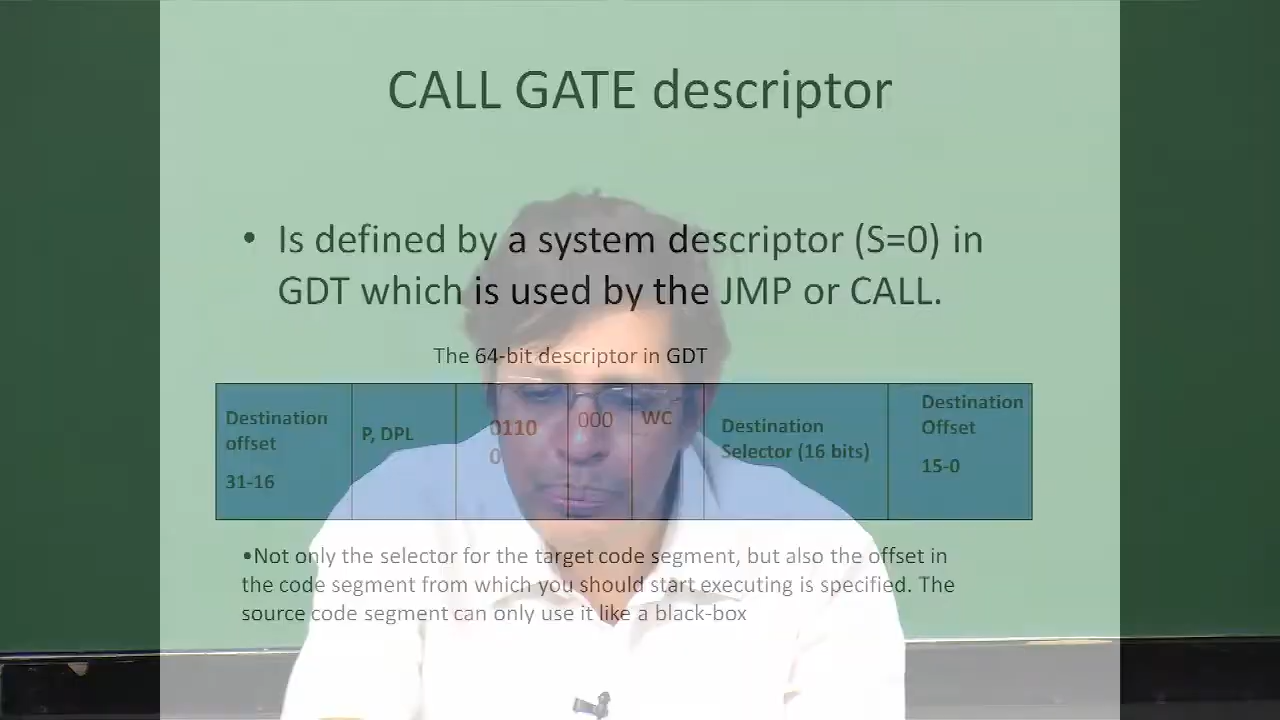 CALL GATE descriptor
• Is defined by a system descriptor (S=0) in
GDT which is used by the JMP or CALL.
The 64-bit descriptor in GDT
Destination
offset
31-16
P, DPL
0110
0
000
WC
Destination
Selector (16 bits)
Destination
Offset
15-0
•Not only the selector for the target code segment, but also the offset in
the code segment from which you should start executing is specified. The
source code segment can only use it like a black-box